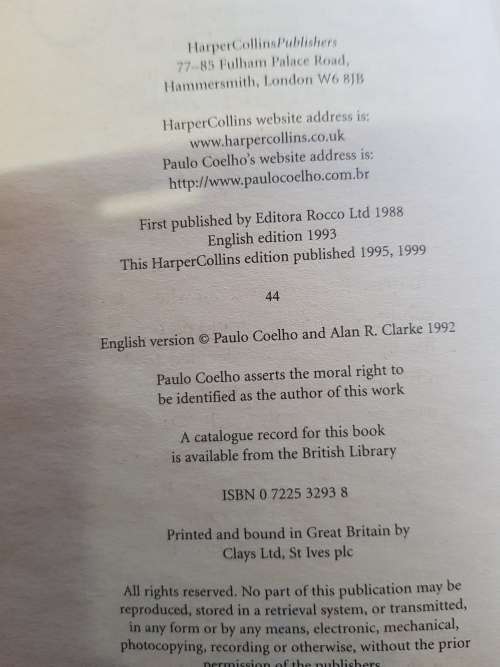 HarperCollinsPublishers
77–85 Fulham Palace Road,
Hammersmith, London W6 8JB
HarperCollins website address is:
www.harpercollins.co.uk
Paulo Coelho's website address is:
http://www.paulocoelho.com.br
First published by Editora Rocco Ltd 1988
English edition 1993
This HarperCollins edition published 1995, 1999
44
English version © Paulo Coelho and Alan R. Clarke 1992
Paulo Coelho asserts the moral right to
be identified as the author of this work
A catalogue record for this book
is available from the British Library
ISBN 0 7225 3293 8
Printed and bound in Great Britain by
Clays Ltd, St Ives plc
All rights reserved. No part of this publication may be
reproduced, stored in a retrieval system, or transmitted,
in any form or by any means, electronic, mechanical,
photocopying, recording or otherwise, without the prior
permission of the publishers